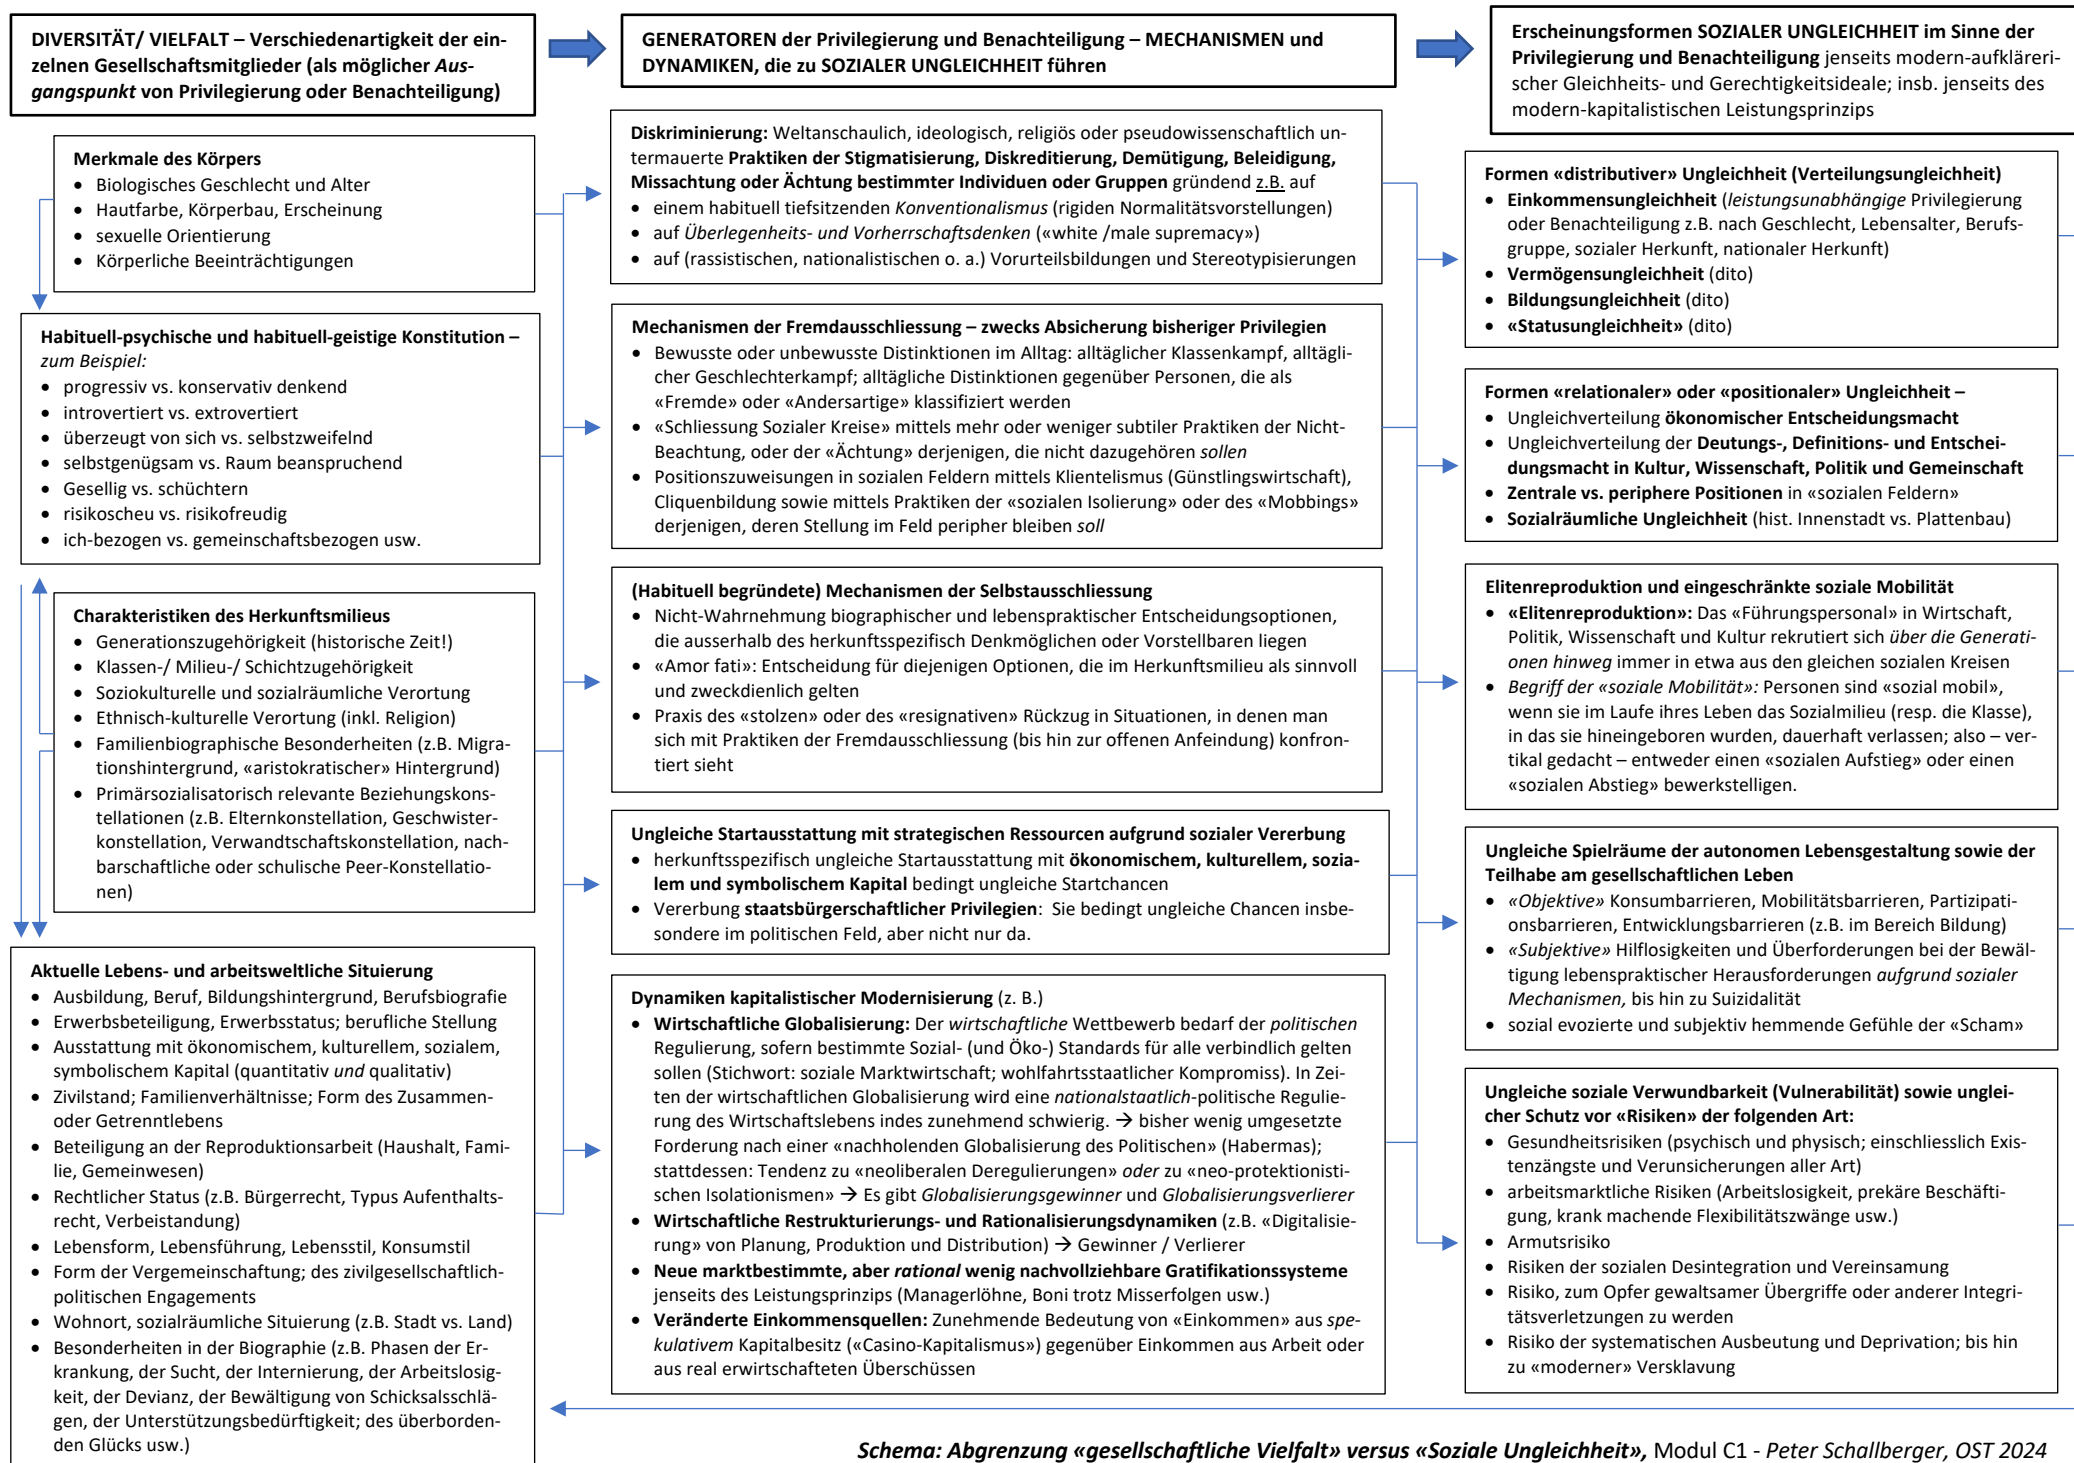 DIVERSITÄT/ VIELFALT – Verschiedenartigkeit der ein-
zelnen Gesellschaftsmitglieder (als möglicher Aus-
gangspunkt von Privilegierung oder Benachteiligung)
Merkmale des Körpers
• Biologisches Geschlecht und Alter
• Hautfarbe, Körperbau, Erscheinung
• sexuelle Orientierung
• Körperliche Beeinträchtigungen
Habituell-psychische und habituell-geistige Konstitution –
zum Beispiel:
• progressiv vs. konservativ denkend
• introvertiert vs. extrovertiert
• überzeugt von sich vs. selbstzweifelnd
• selbstgenügsam vs. Raum beanspruchend
• Gesellig vs. schüchtern
• risikoscheu vs. risikofreudig
• ich-bezogen vs. gemeinschaftsbezogen usw.
Charakteristiken des Herkunftsmilieus
• Generationszugehörigkeit (historische Zeit!)
• Klassen-/ Milieu-/ Schichtzugehörigkeit
• Soziokulturelle und sozialräumliche Verortung
• Ethnisch-kulturelle Verortung (inkl. Religion)
• Familienbiographische Besonderheiten (z.B. Migra-
tionshintergrund, «aristokratischer» Hintergrund)
• Primärsozialisatorisch relevante Beziehungskons-
tellationen (z.B. Elternkonstellation, Geschwister-
konstellation, Verwandtschaftskonstellation, nach-
barschaftliche oder schulische Peer-Konstellatio-
nen)
Aktuelle Lebens- und arbeitsweltliche Situierung
• Ausbildung, Beruf, Bildungshintergrund, Berufsbiografie
• Erwerbsbeteiligung, Erwerbsstatus; berufliche Stellung
• Ausstattung mit ökonomischem, kulturellem, sozialem,
symbolischem Kapital (quantitativ und qualitativ)
• Zivilstand; Familienverhältnisse; Form des Zusammen-
oder Getrenntlebens
• Beteiligung an der Reproduktionsarbeit (Haushalt, Fami-
lie, Gemeinwesen)
• Rechtlicher Status (z.B. Bürgerrecht, Typus Aufenthalts-
recht, Verbeistandung)
• Lebensform, Lebensführung, Lebensstil, Konsumstil
• Form der Vergemeinschaftung; des zivilgesellschaftlich-
politischen Engagements
• Wohnort, sozialräumliche Situierung (z.B. Stadt vs. Land)
• Besonderheiten in der Biographie (z.B. Phasen der Er-
krankung, der Sucht, der Internierung, der Arbeitslosig-
keit, der Devianz, der Bewältigung von Schicksalsschlä-
gen, der Unterstützungsbedürftigkeit; des überborden-
den Glücks usw.)
GENERATOREN der Privilegierung und Benachteiligung – MECHANISMEN und
DYNAMIKEN, die zu SOZIALER UNGLEICHHEIT führen
Diskriminierung: Weltanschaulich, ideologisch, religiös oder pseudowissenschaftlich un-
termauerte Praktiken der Stigmatisierung, Diskreditierung, Demütigung, Beleidigung,
Missachtung oder Ächtung bestimmter Individuen oder Gruppen gründend z.B. auf
• einem habituell tiefsitzenden Konventionalismus (rigiden Normalitätsvorstellungen)
• auf Überlegenheits- und Vorherrschaftsdenken («white /male supremacy»)
• auf (rassistischen, nationalistischen o. a.) Vorurteilsbildungen und Stereotypisierungen
Mechanismen der Fremdausschliessung – zwecks Absicherung bisheriger Privilegien
• Bewusste oder unbewusste Distinktionen im Alltag: alltäglicher Klassenkampf, alltägli-
cher Geschlechterkampf; alltägliche Distinktionen gegenüber Personen, die als
«Fremde» oder «Andersartige» klassifiziert werden
• «Schliessung Sozialer Kreise» mittels mehr oder weniger subtiler Praktiken der Nicht-
Beachtung, oder der «Ächtung» derjenigen, die nicht dazugehören sollen
• Positionszuweisungen in sozialen Feldern mittels Klientelismus (Günstlingswirtschaft),
Cliquenbildung sowie mittels Praktiken der «sozialen Isolierung» oder des «Mobbings»
derjenigen, deren Stellung im Feld peripher bleiben soll
(Habituell begründete) Mechanismen der Selbstausschliessung
• Nicht-Wahrnehmung biographischer und lebenspraktischer Entscheidungsoptionen,
die ausserhalb des herkunftsspezifisch Denkmöglichen oder Vorstellbaren liegen
• «Amor fati»: Entscheidung für diejenigen Optionen, die im Herkunftsmilieu als sinnvoll
und zweckdienlich gelten
• Praxis des «stolzen» oder des «resignativen» Rückzug in Situationen, in denen man
sich mit Praktiken der Fremdausschliessung (bis hin zur offenen Anfeindung) konfron-
tiert sieht
Ungleiche Startausstattung mit strategischen Ressourcen aufgrund sozialer Vererbung
• herkunftsspezifisch ungleiche Startausstattung mit ökonomischem, kulturellem, sozia-
lem und symbolischem Kapital bedingt ungleiche Startchancen
• Vererbung staatsbürgerschaftlicher Privilegien: Sie bedingt ungleiche Chancen insbe-
sondere im politischen Feld, aber nicht nur da.
Dynamiken kapitalistischer Modernisierung (z. B.)
• Wirtschaftliche Globalisierung: Der wirtschaftliche Wettbewerb bedarf der politischen
Regulierung, sofern bestimmte Sozial- (und Öko-) Standards für alle verbindlich gelten
sollen (Stichwort: soziale Marktwirtschaft; wohlfahrtsstaatlicher Kompromiss). In Zei-
ten der wirtschaftlichen Globalisierung wird eine nationalstaatlich-politische Regulie-
rung des Wirtschaftslebens indes zunehmend schwierig. → bisher wenig umgesetzte
Forderung nach einer «nachholenden Globalisierung des Politischen» (Habermas);
stattdessen: Tendenz zu «neoliberalen Deregulierungen» oder zu «neo-protektionisti-
schen Isolationismen» → Es gibt Globalisierungsgewinner und Globalisierungsverlierer
• Wirtschaftliche Restrukturierungs- und Rationalisierungsdynamiken (z.B. «Digitalisie-
rung» von Planung, Produktion und Distribution) → Gewinner / Verlierer
• Neue marktbestimmte, aber rational wenig nachvollziehbare Gratifikationssysteme
jenseits des Leistungsprinzips (Managerlöhne, Boni trotz Misserfolgen usw.)
• Veränderte Einkommensquellen: Zunehmende Bedeutung von «Einkommen» aus spe-
kulativem Kapitalbesitz («Casino-Kapitalismus») gegenüber Einkommen aus Arbeit oder
aus real erwirtschafteten Überschüssen
Erscheinungsformen SOZIALER UNGLEICHHEIT im Sinne der
Privilegierung und Benachteiligung jenseits modern-aufkläreri-
scher Gleichheits- und Gerechtigkeitsideale; insb. jenseits des
modern-kapitalistischen Leistungsprinzips
Formen «distributiver» Ungleichheit (Verteilungsungleichheit)
• Einkommensungleichheit (leistungsunabhängige Privilegierung
oder Benachteiligung z.B. nach Geschlecht, Lebensalter, Berufs-
gruppe, sozialer Herkunft, nationaler Herkunft)
• Vermögensungleichheit (dito)
• Bildungsungleichheit (dito)
• «Statusungleichheit» (dito)
Formen «relationaler» oder «positionaler» Ungleichheit –
• Ungleichverteilung ökonomischer Entscheidungsmacht
• Ungleichverteilung der Deutungs-, Definitions- und Entschei-
dungsmacht in Kultur, Wissenschaft, Politik und Gemeinschaft
• Zentrale vs. periphere Positionen in «sozialen Feldern»
• Sozialräumliche Ungleichheit (hist. Innenstadt vs. Plattenbau)
Elitenreproduktion und eingeschränkte soziale Mobilität
• «Elitenreproduktion»: Das «Führungspersonal» in Wirtschaft,
Politik, Wissenschaft und Kultur rekrutiert sich über die Generati-
onen hinweg immer in etwa aus den gleichen sozialen Kreisen
• Begriff der «soziale Mobilität»: Personen sind «sozial mobil»,
wenn sie im Laufe ihres Leben das Sozialmilieu (resp. die Klasse),
in das sie hineingeboren wurden, dauerhaft verlassen; also – ver-
tikal gedacht – entweder einen «sozialen Aufstieg» oder einen
«sozialen Abstieg» bewerkstelligen.
Ungleiche Spielräume der autonomen Lebensgestaltung sowie der
Teilhabe am gesellschaftlichen Leben
• «Objektive» Konsumbarrieren, Mobilitätsbarrieren, Partizipati-
onsbarrieren, Entwicklungsbarrieren (z.B. im Bereich Bildung)
• «Subjektive» Hilflosigkeiten und Überforderungen bei der Bewäl-
tigung lebenspraktischer Herausforderungen aufgrund sozialer
Mechanismen, bis hin zu Suizidalität
• sozial evozierte und subjektiv hemmende Gefühle der «Scham»
Ungleiche soziale Verwundbarkeit (Vulnerabilität) sowie unglei-
cher Schutz vor «Risiken» der folgenden Art:
• Gesundheitsrisiken (psychisch und physisch; einschliesslich Exis-
tenzängste und Verunsicherungen aller Art)
• arbeitsmarktliche Risiken (Arbeitslosigkeit, prekäre Beschäfti-
gung, krank machende Flexibilitätszwänge usw.)
• Armutsrisiko
• Risiken der sozialen Desintegration und Vereinsamung
• Risiko, zum Opfer gewaltsamer Übergriffe oder anderer Integri-
tätsverletzungen zu werden
• Risiko der systematischen Ausbeutung und Deprivation; bis hin
zu «moderner» Versklavung
Schema: Abgrenzung «gesellschaftliche Vielfalt» versus «Soziale Ungleichheit», Modul C1 - Peter Schallberger, OST 2024